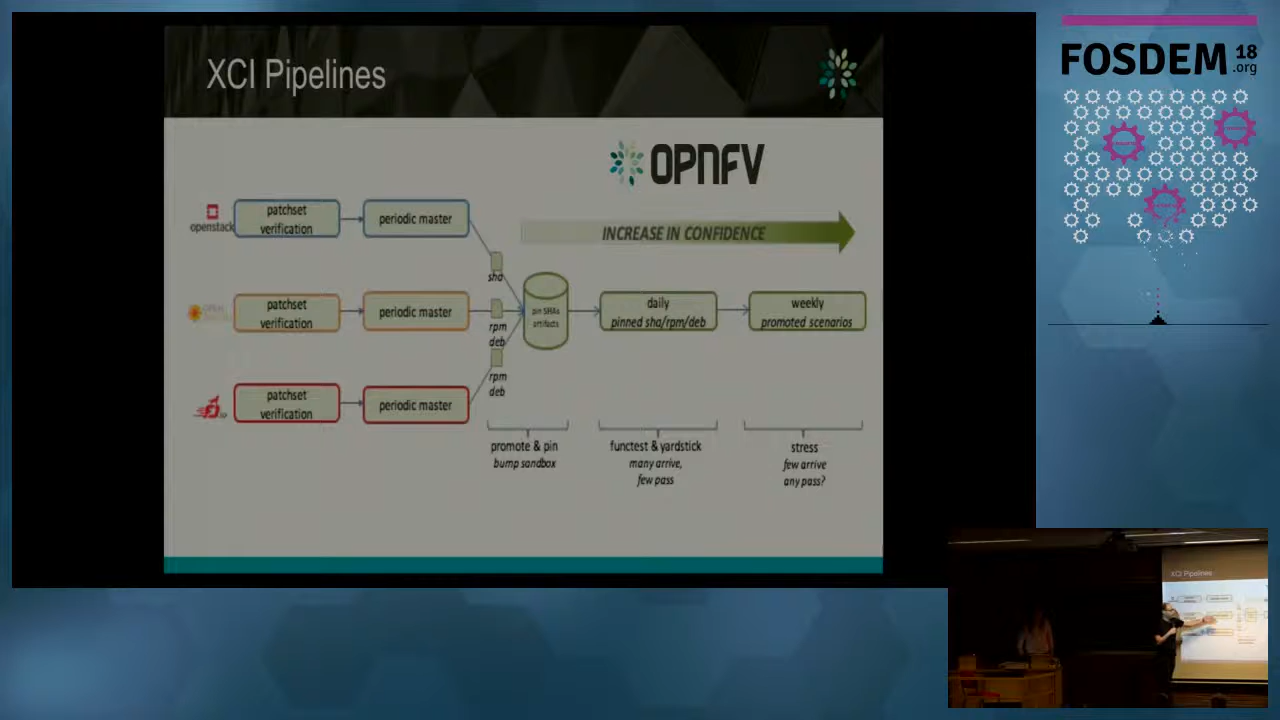 XCI Pipelines
OPNFV
INCREASE IN CONFIDENCE
openstack
patchset
verification
periodic master
sha
patchset
verification
periodic master
rpm
deb
pin SHAs
artifacts
daily
pinned sha/rpm/deb
weekly
promoted scenarios
patchset
verification
periodic master
rpm
deb
promote & pin
bump sandbox
functest & yardstick
many arrive,
few pass
stress
few arrive
any pass?
FOSDEM 18
.org
XCI Pipelines